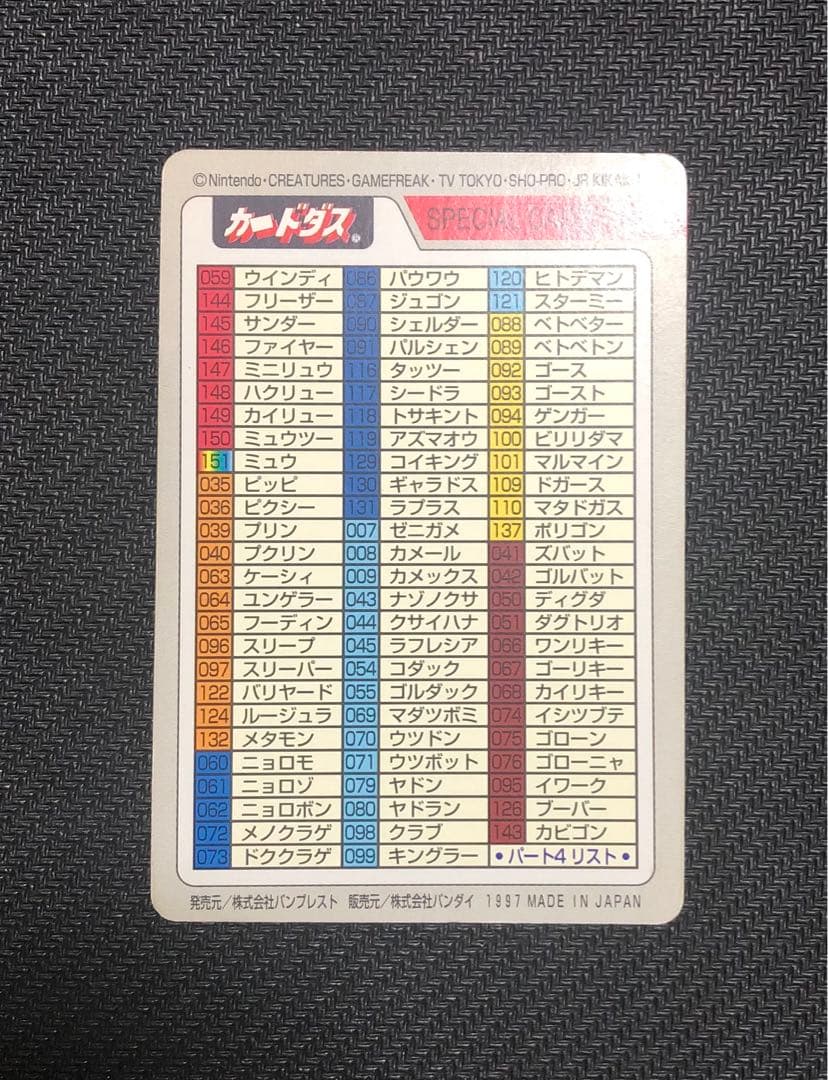 ©Nintendo・CREATURES・GAMEFREAK・TV TOKYO・SHO-PRO・JR KIKAKU
カードダス®
SPECIAL CARD
059 ウインディ
144 フリーザー
145 サンダー
146 ファイヤー
147 ミニリュウ
148 ハクリュー
149 カイリュー
150 ミュウツー
151 ミュウ
035 ピッピ
036 ピクシー
039 プリン
040 プクリン
063 ケーシィ
064 ユンゲラー
065 フーディン
096 スリープ
097 スリーパー
122 バリヤード
124 ルージュラ
132 メタモン
060 ニョロモ
061 ニョロゾ
062 ニョロボン
072 メノクラゲ
073 ドククラゲ
086 パウワウ
087 ジュゴン
090 シェルダー
091 パルシェン
116 タッツー
117 シードラ
118 トサキント
119 アズマオウ
129 コイキング
130 ギャラドス
131 ラプラス
007 ゼニガメ
008 カメール
009 カメックス
043 ナゾノクサ
044 クサイハナ
045 ラフレシア
054 コダック
055 ゴルダック
069 マダツボミ
070 ウツドン
071 ウツボット
079 ヤドン
080 ヤドラン
098 クラブ
099 キングラー
120 ヒトデマン
121 スターミー
088 ベトベター
089 ベトベトン
092 ゴース
093 ゴースト
094 ゲンガー
100 ビリリダマ
101 マルマイン
109 ドガース
110 マタドガス
137 ポリゴン
041 ズバット
042 ゴルバット
050 ディグダ
051 ダグトリオ
066 ワンリキー
067 ゴーリキー
068 カイリキー
074 イシツブテ
075 ゴローン
076 ゴローニャ
095 イワーク
126 ブーバー
143 カビゴン
•パート4 リスト•
発売元／株式会社バンプレスト 販売元／株式会社バンダイ 1997 MADE IN JAPAN